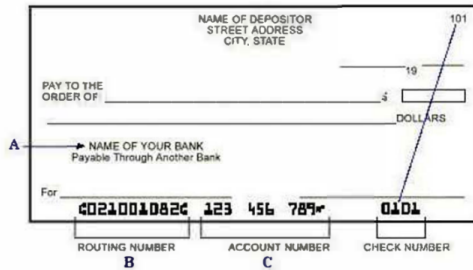 NAME OF DEPOSITOR 101
STREET ADDRESS
CITY, STATE
19
PAY TO THE
ORDER OF: $
DOLLARS
A NAME OF YOUR BANK
Payable Through Another Bank
For
⑆021001082⑆ 123 456 789⑈ 0101
ROUTING NUMBER ACCOUNT NUMBER CHECK NUMBER
B C